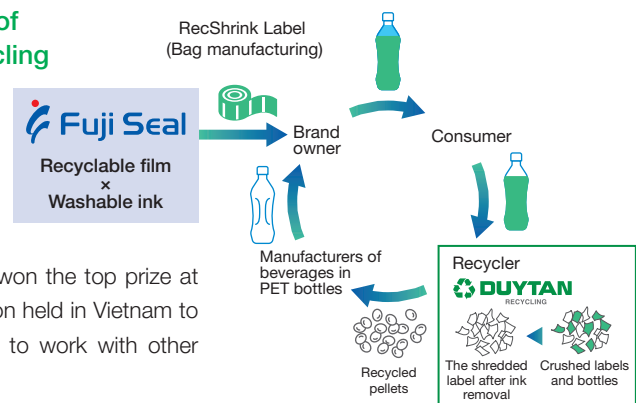 of
cling
RecShrink Label
(Bag manufacturing)
Fuji Seal
Recyclable film
×
Washable ink
Brand
owner
Consumer
Manufacturers of
beverages in
PET bottles
Recycled
pellets
Recycler
DUYTAN
RECYCLING
The shredded
label after ink
removal
Crushed labels
and bottles
won the top prize at
on held in Vietnam to
to work with other